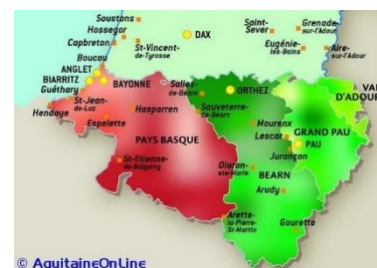 Soustons
Hossegor
Capbreton
St-Vincent-
de-Tyrosse
DAX
Saint-
Sever
Grenade-
sur-l'Adour
Eugénie-
les-Bains
Aire-
sur-l'Adour
Boucau
ANGLET
BIARRITZ
Guéthary
BAYONNE
Salies-
de-Béarn
ORTHEZ
VA
D'ADOUR
St-Jean-
de-Luz
Hendaye
Hasparren
Espelette
Sauveterre-
de-Béarn
Mourenx
Lescar
GRAND PAU
PAU
Jurançon
PAYS BASQUE
St-Etienne-
de-Baïgorry
Oloron-
ste-Marie
BEARN
Arudy
Arette-
la-Pierre-
St-Martin
Gourette
© AquitaineOnLine